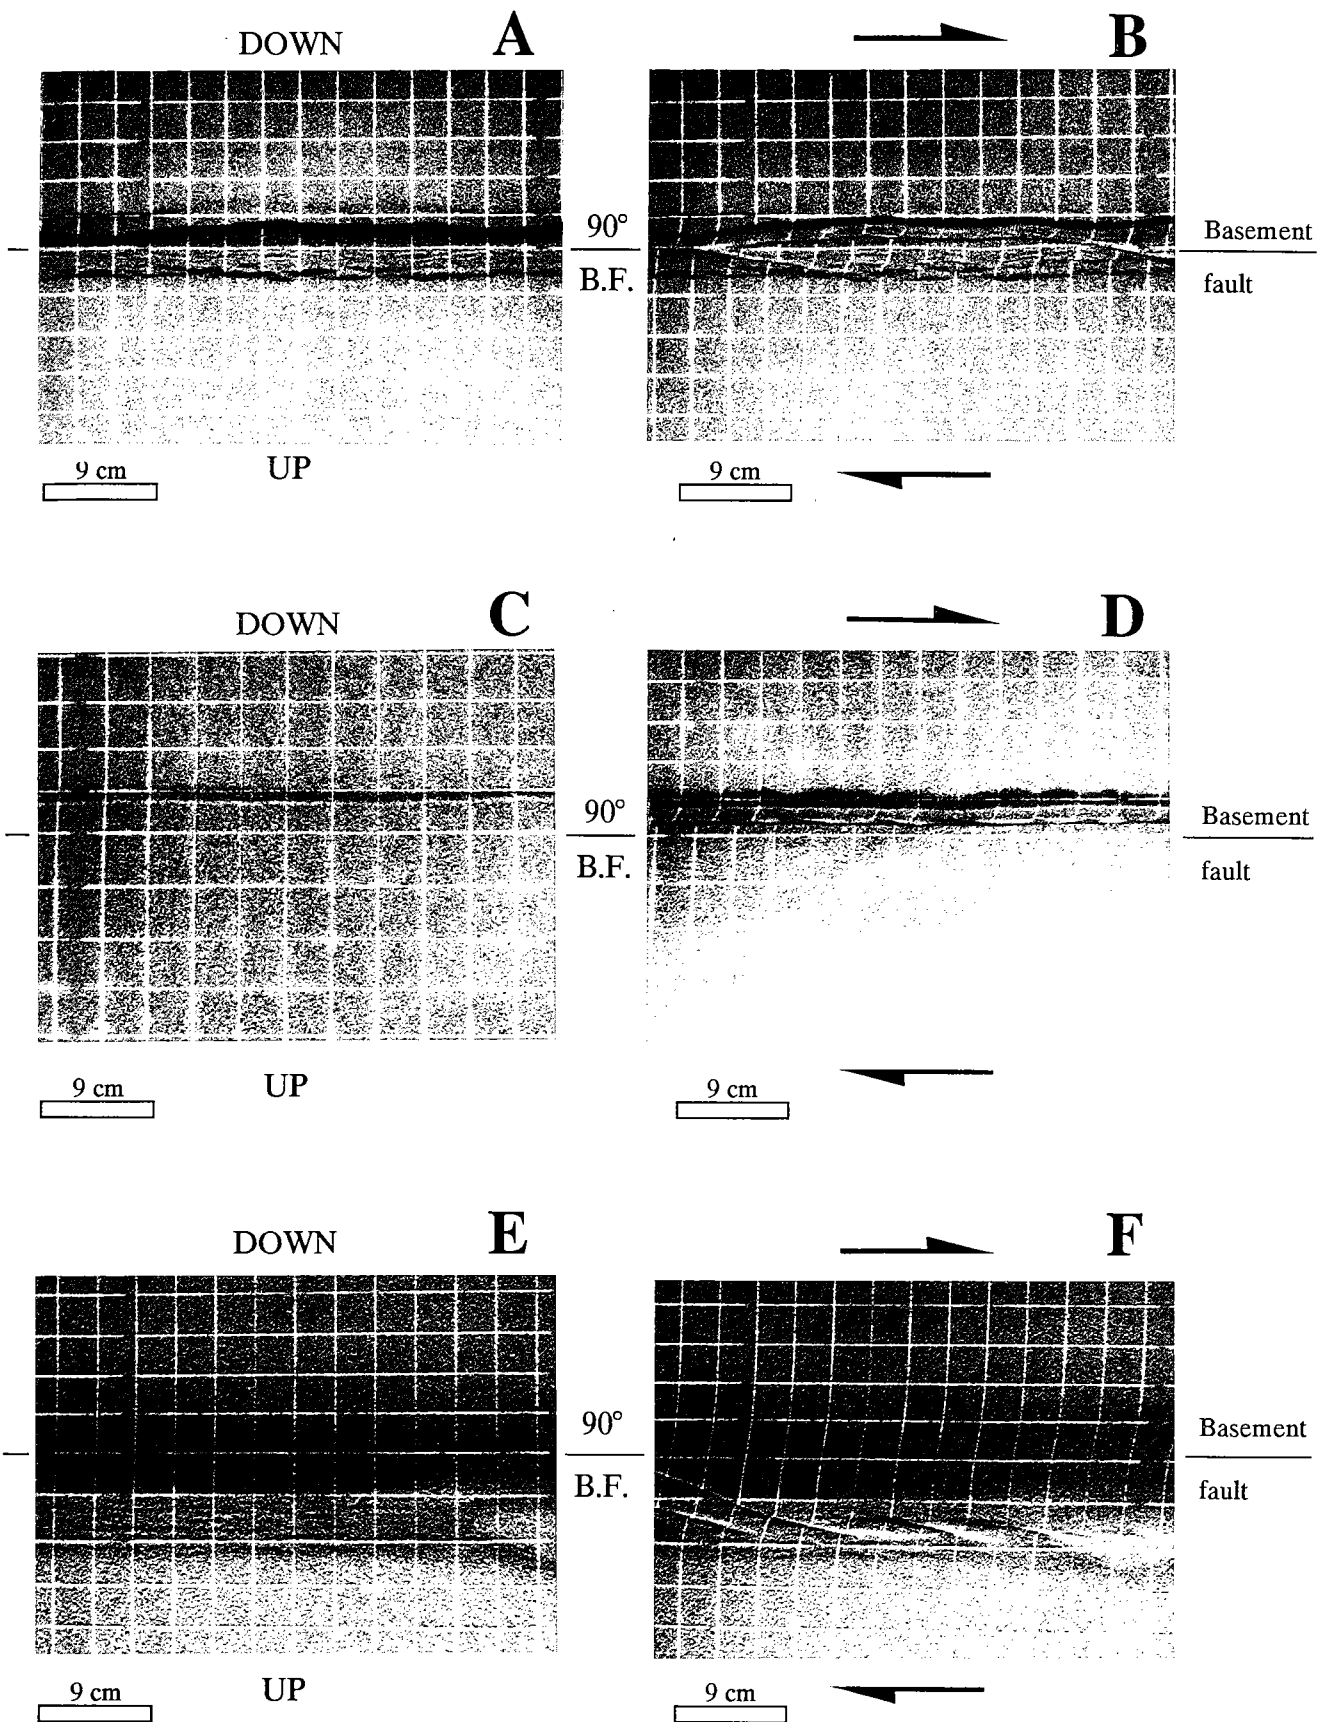 DOWN
A
B
90°
B.F.
Basement
fault
9 cm
UP
9 cm
DOWN
C
D
90°
B.F.
Basement
fault
9 cm
UP
9 cm
DOWN
E
F
90°
B.F.
Basement
fault
9 cm
UP
9 cm